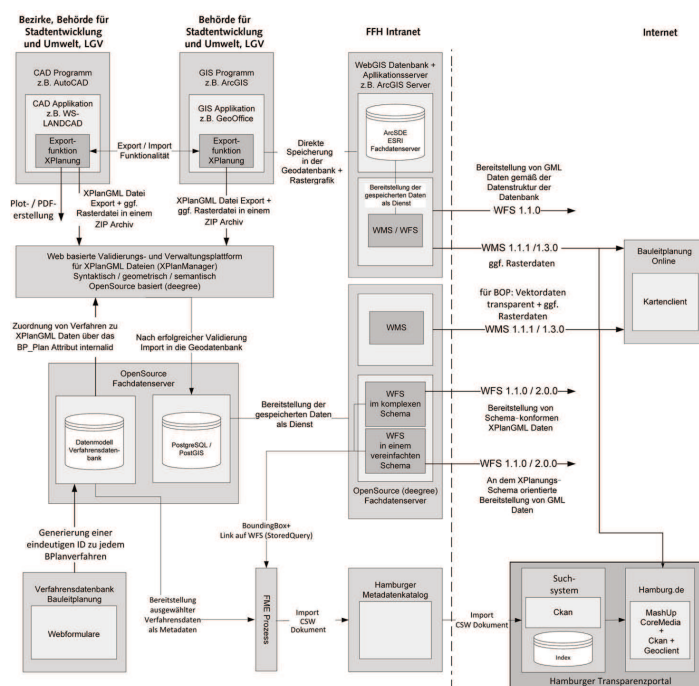 Bezirke, Behörde für
Stadtentwicklung
und Umwelt, LGV
Behörde für
Stadtentwicklung
und Umwelt, LGV
FFH Intranet
Internet
CAD Programm
z.B. AutoCAD
CAD Applikation
z.B. WS-
LANDCAD
Export-
funktion
XPlanung
GIS Programm
z.B. ArcGIS
GIS Applikation
z.B. GeoOffice
Export-
funktion
XPlanung
Export / Import
Funktionalität
Direkte
Speicherung
in der
Geodatenbank +
Rastergrafik
WebGIS Datenbank +
Apllikationsserver
z.B. ArcGIS Server
ArcSDE
ESRI
Fachdatenserver
Bereitstellung der
gespeicherten Daten
als Dienst
WMS / WFS
Bereitstellung von GML
Daten gemäß der
Datenstruktur der
Datenbank
WFS 1.1.0
WMS 1.1.1 /1.3.0
ggf. Rasterdaten
Plot- / PDF-
erstellung
XPlanGML Datei
Export + ggf.
Rasterdatei in einem
ZIP Archiv
XPlanGML Datei Export +
ggf. Rasterdatei in einem
ZIP Archiv
Web basierte Validierungs- und Verwaltungsplattform
für XPlanGML Dateien (XPlanManager)
Syntaktisch / geometrisch / semantisch
OpenSource basiert (deegree)
Bauleitplanung
Online
Kartenclient
für BOP: Vektordaten
transparent + ggf.
Rasterdaten
WMS
WMS 1.1.1 / 1.3.0
Zuordnung von Verfahren zu
XPlanGML Daten über das
BP_Plan Attribut internalid
Nach erfolgreicher Validierung
Import in die Geodatenbank
OpenSource
Fachdatenserver
Datenmodell
Verfahrensdaten-
bank
PostgreSQL /
PostGIS
Bereitstellung der
gespeicherten Daten
als Dienst
WFS
im komplexen
Schema
WFS
in einem
vereinfachten
Schema
OpenSource (deegree)
Fachdatenserver
WFS 1.1.0 / 2.0.0
Bereitstellung von
Schema-konformen
XPlanGML Daten
WFS 1.1.0 / 2.0.0
An dem XPlanungs-
Schema orientierte
Bereitstellung von GML
Daten
Generierung einer
eindeutigen ID zu jedem
BPlanverfahren
BoundingBox+
Link auf WFS (StoredQuery)
Verfahrensdatenbank
Bauleitplanung
Webformulare
Bereitstellung
ausgewählter
Verfahrensdaten
als Metadaten
FME Prozess
Import
CSW Dokument
Hamburger
Metadatenkatalog
Import
CSW Dokument
Such-
system
Ckan
Index
Hamburg.de
MashUp
CoreMedia
+
Ckan +
Geoclient
Hamburger Transparenzportal